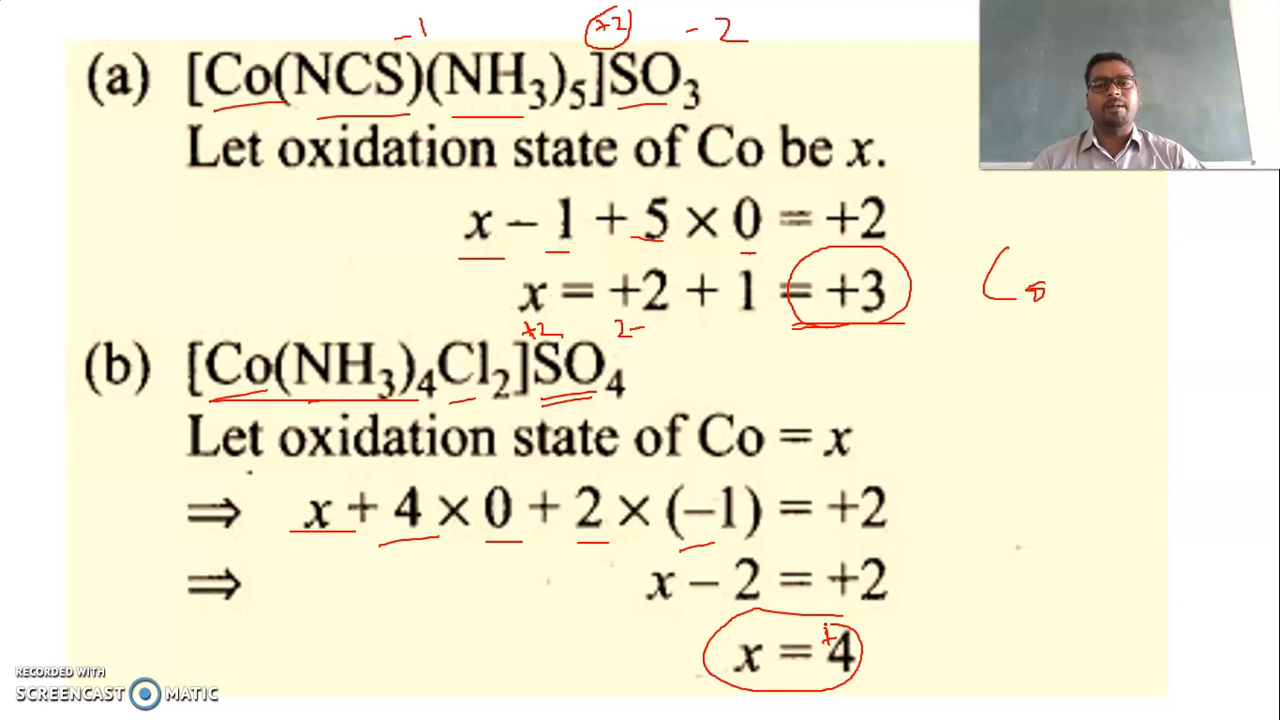 -1 +2 -2
(a) [Co(NCS)(NH₃)₅]SO₃
Let oxidation state of Co be x.
x – 1 + 5 × 0 = +2
x = +2 + 1 = +3
Co
+2 2-
(b) [Co(NH₃)₄Cl₂]SO₄
Let oxidation state of Co = x
⇒ x + 4 × 0 + 2 × (–1) = +2
⇒ x – 2 = +2
x = +4
RECORDED WITH
SCREENCAST MATIC